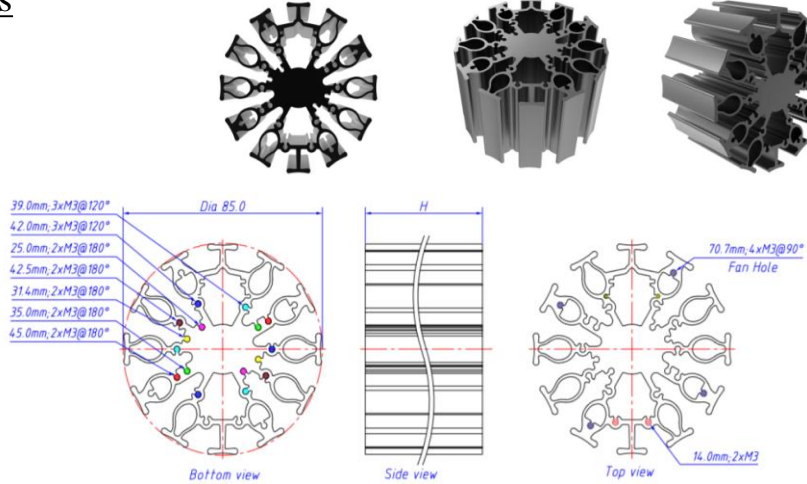 s
39.0mm;3xM3@120°
42.0mm;3xM3@120°
25.0mm;2xM3@180°
42.5mm;2xM3@180°
31.4mm;2xM3@180°
35.0mm;2xM3@180°
45.0mm;2xM3@180°
Dia 85.0
H
70.7mm;4xM3@90°
Fan Hole
14.0mm;2xM3
Bottom view
Side view
Top view